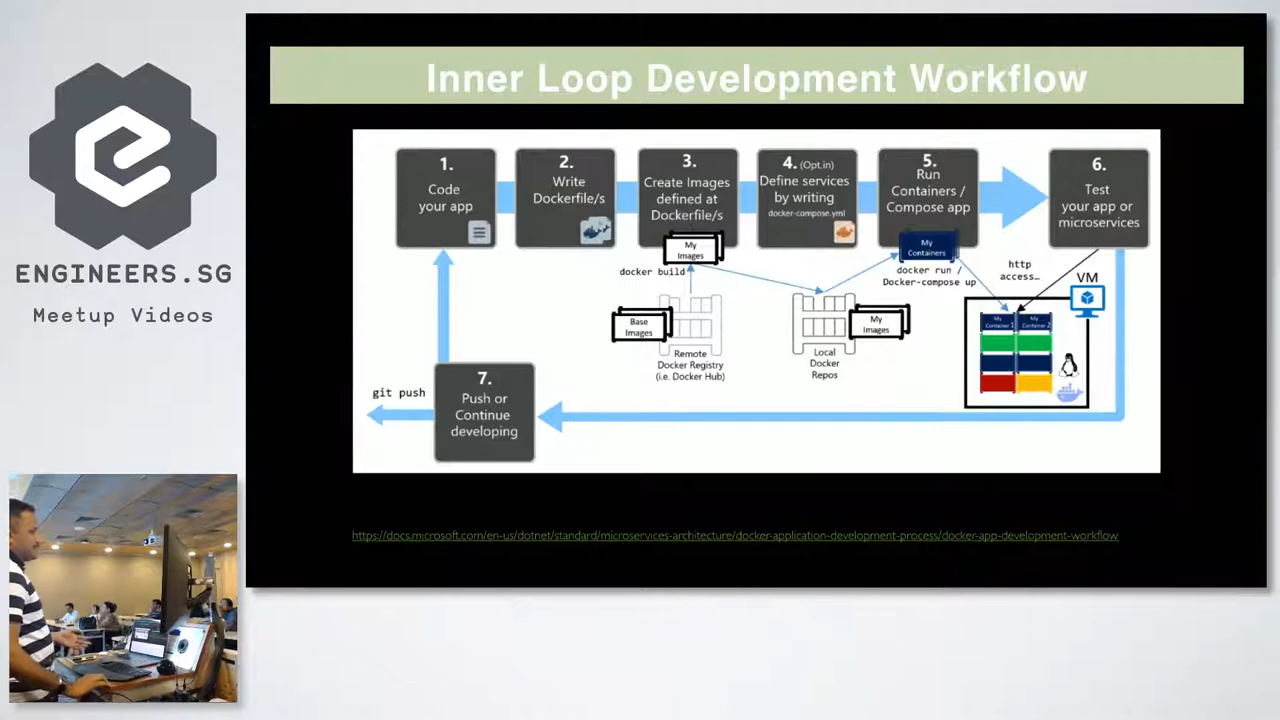 Inner Loop Development Workflow
ENGINEERS.SG
Meetup Videos
1.
Code
your app
2.
Write
Dockerfile/s
3.
Create Images
defined at
Dockerfile/s
My
Images
4. (Opt.in)
Define services
by writing
docker-compose.yml
5.
Run
Containers /
Compose app
My
Containers
6.
Test
your app or
microservices
docker build
docker run /
Docker-compose up
http
access…
VM
Base
Images
Remote
Docker Registry
(i.e. Docker Hub)
My
Images
Local
Docker
Repos
My
Container 1
My
Container 2
git push
7.
Push or
Continue
developing
https://docs.microsoft.com/en-us/dotnet/standard/microservices-architecture/docker-application-development-process/docker-app-development-workflow